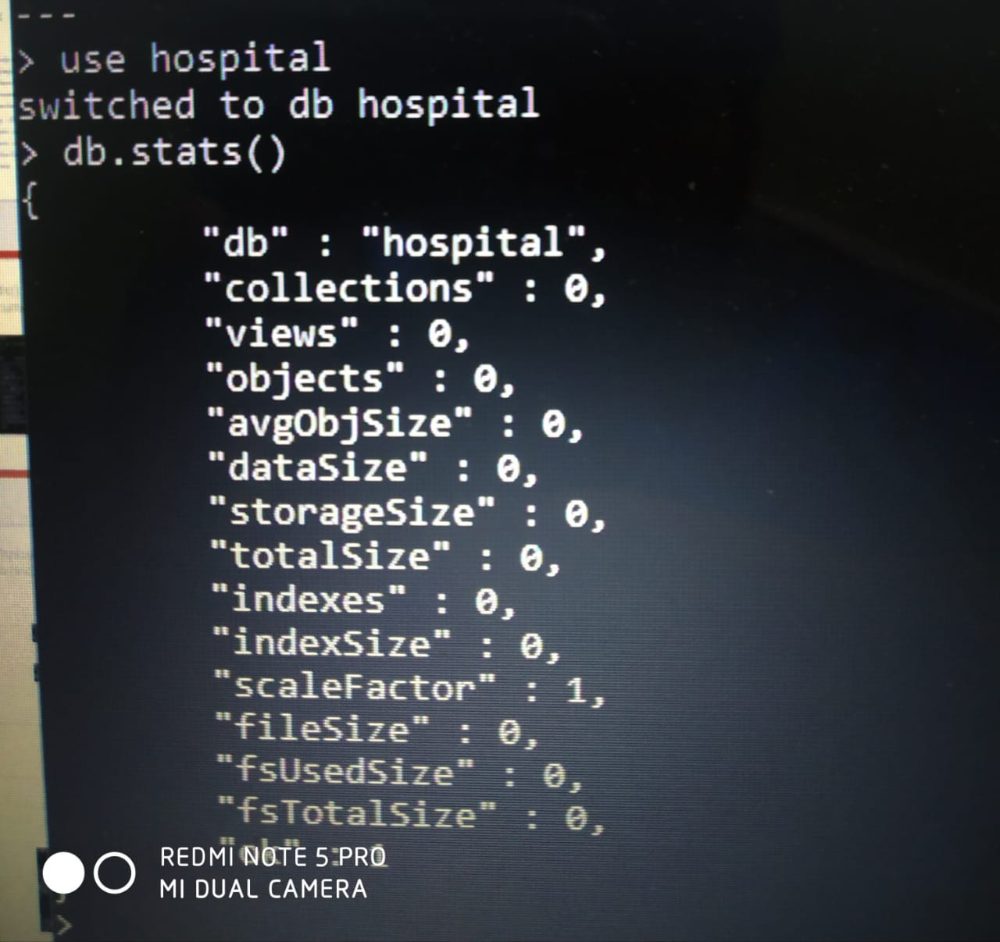 ---
> use hospital
switched to db hospital
> db.stats()
{
"db" : "hospital",
"collections" : 0,
"views" : 0,
"objects" : 0,
"avgObjSize" : 0,
"dataSize" : 0,
"storageSize" : 0,
"totalSize" : 0,
"indexes" : 0,
"indexSize" : 0,
"scaleFactor" : 1,
"fileSize" : 0,
"fsUsedSize" : 0,
"fsTotalSize" : 0,
"ok" : 1
REDMI NOTE 5 PRO
MI DUAL CAMERA
}
>